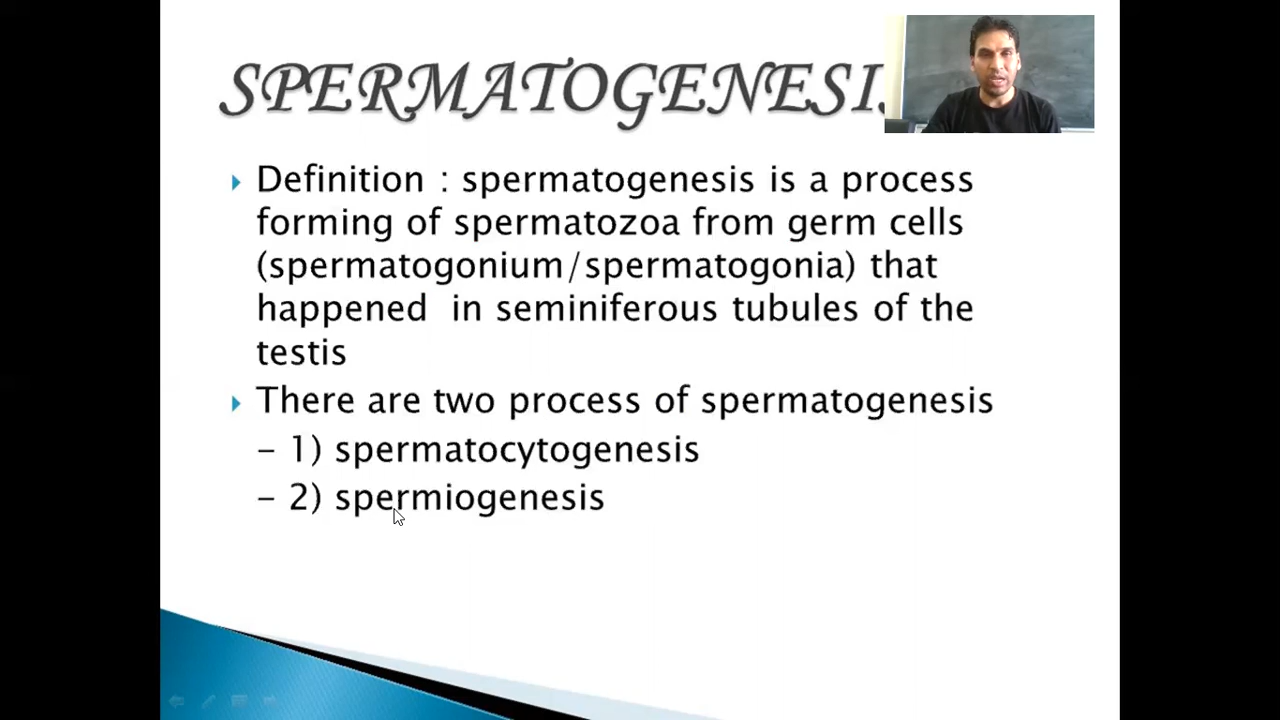 SPERMATOGENESIS
Definition : spermatogenesis is a process
forming of spermatozoa from germ cells
(spermatogonium/spermatogonia) that
happened in seminiferous tubules of the
testis
There are two process of spermatogenesis
– 1) spermatocytogenesis
– 2) spermiogenesis